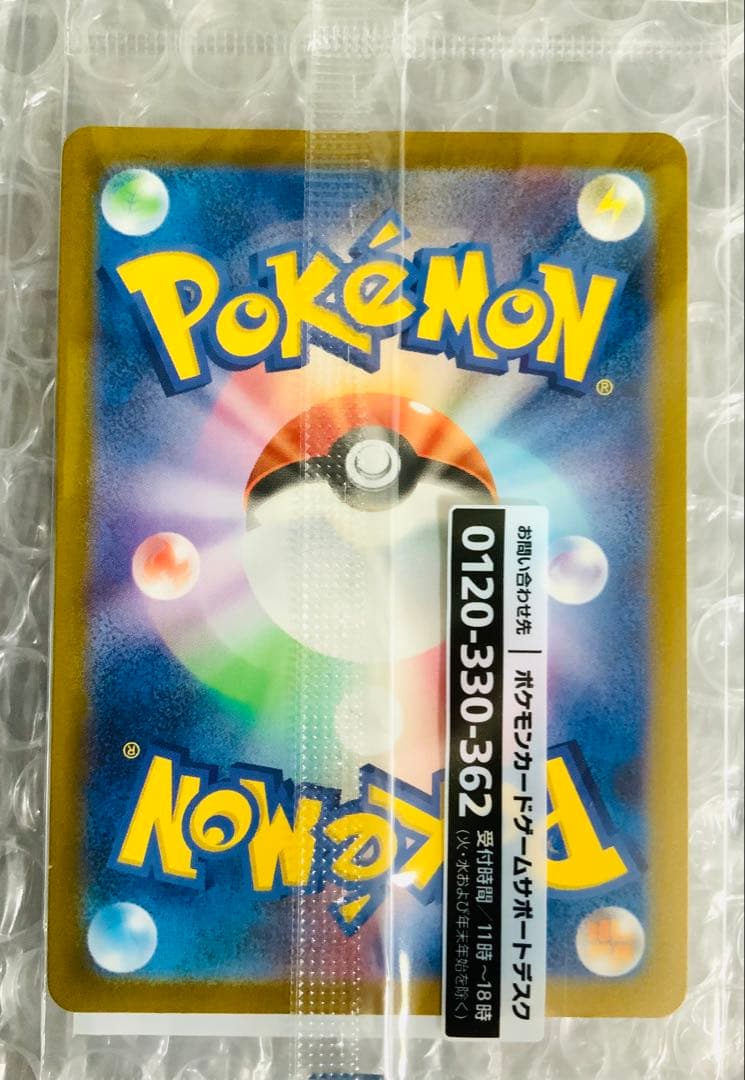 POKéMON
®
お問い合わせ先 | ポケモンカードゲームサポートデスク
0120-330-362 受付時間/11時～18時
(火・水および年末年始を除く)
®
POKéMON